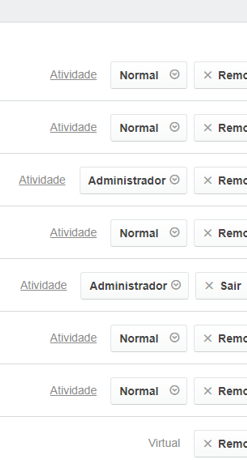 Atividade Normal × Remo
Atividade Normal × Remo
Atividade Administrador × Remo
Atividade Normal × Remo
Atividade Administrador × Sair
Atividade Normal × Remo
Atividade Normal × Remo
Virtual × Remo